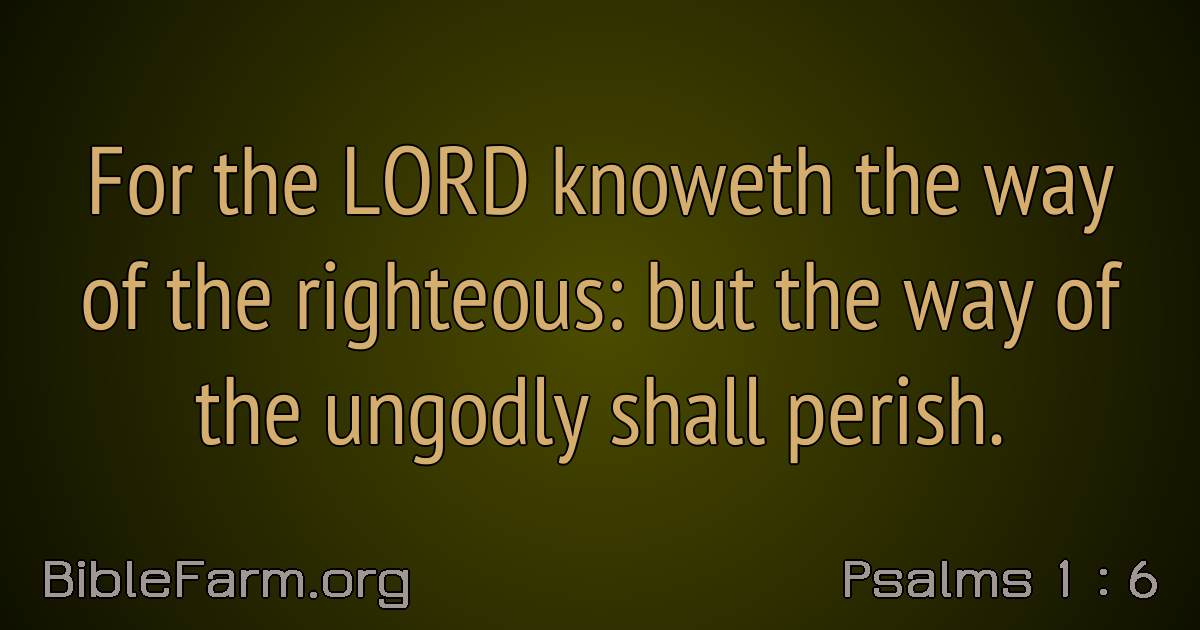 For the LORD knoweth the way
of the righteous: but the way of
the ungodly shall perish.
BibleFarm.org
Psalms 1 : 6